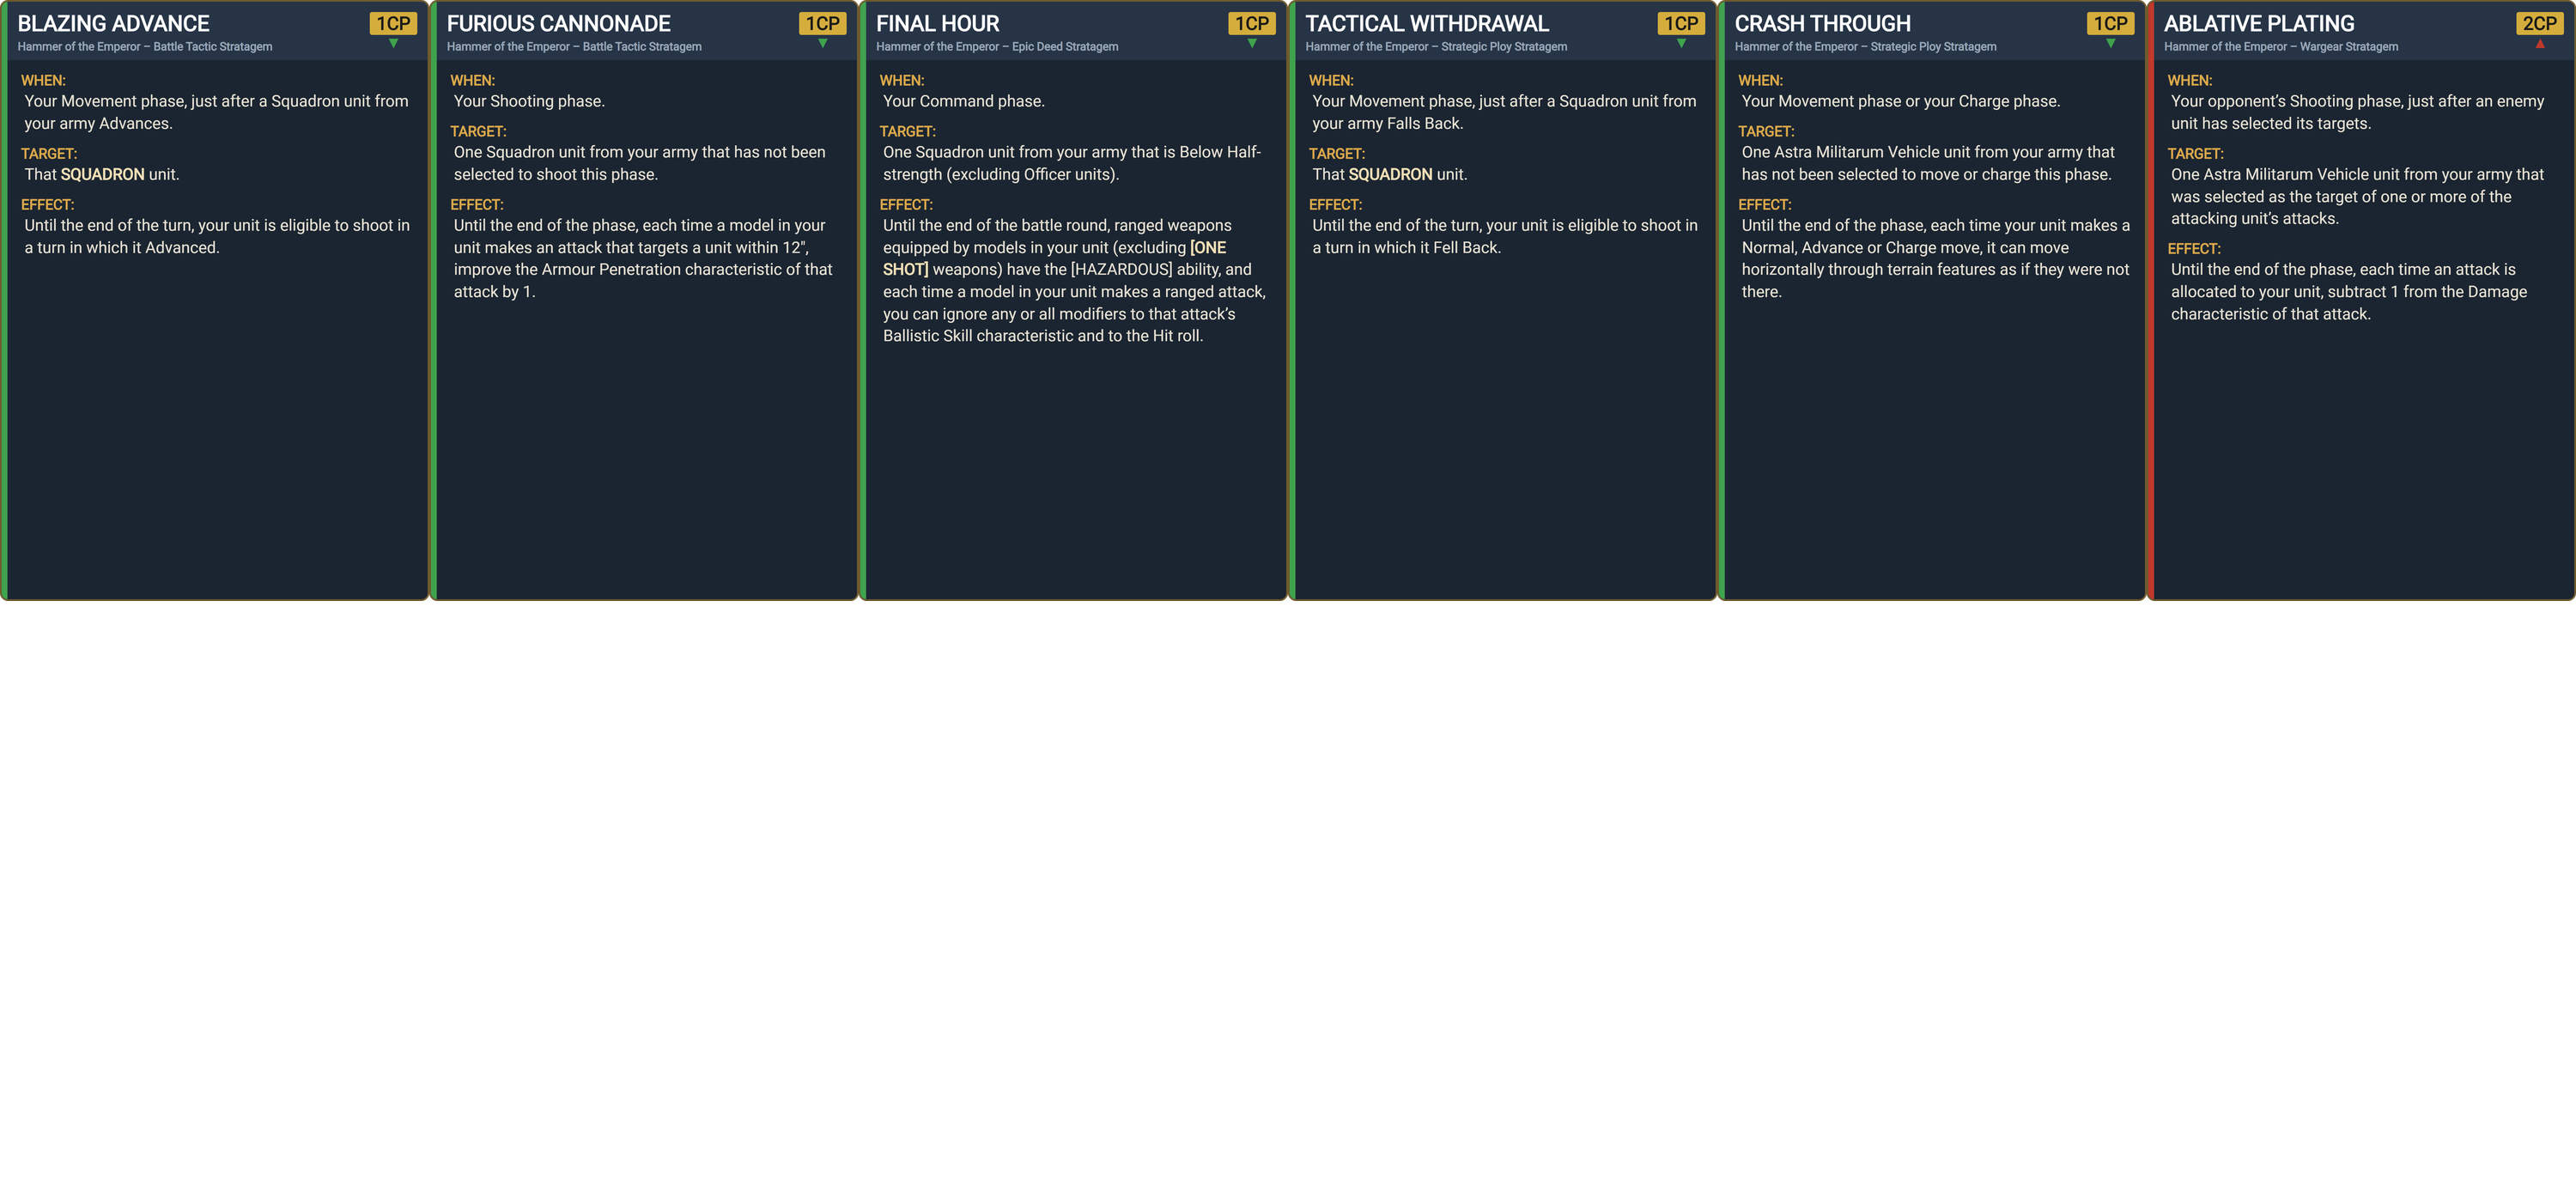 BLAZING ADVANCE
1CP
Hammer of the Emperor – Battle Tactic Stratagem
WHEN:
Your Movement phase, just after a Squadron unit from
your army Advances.
TARGET:
That SQUADRON unit.
EFFECT:
Until the end of the turn, your unit is eligible to shoot in
a turn in which it Advanced.
FURIOUS CANNONADE
1CP
Hammer of the Emperor – Battle Tactic Stratagem
WHEN:
Your Shooting phase.
TARGET:
One Squadron unit from your army that has not been
selected to shoot this phase.
EFFECT:
Until the end of the phase, each time a model in your
unit makes an attack that targets a unit within 12",
improve the Armour Penetration characteristic of that
attack by 1.
FINAL HOUR
1CP
Hammer of the Emperor – Epic Deed Stratagem
WHEN:
Your Command phase.
TARGET:
One Squadron unit from your army that is Below Half-
strength (excluding Officer units).
EFFECT:
Until the end of the battle round, ranged weapons
equipped by models in your unit (excluding [ONE
SHOT] weapons) have the [HAZARDOUS] ability, and
each time a model in your unit makes a ranged attack,
you can ignore any or all modifiers to that attack’s
Ballistic Skill characteristic and to the Hit roll.
TACTICAL WITHDRAWAL
1CP
Hammer of the Emperor – Strategic Ploy Stratagem
WHEN:
Your Movement phase, just after a Squadron unit from
your army Falls Back.
TARGET:
That SQUADRON unit.
EFFECT:
Until the end of the turn, your unit is eligible to shoot in
a turn in which it Fell Back.
CRASH THROUGH
1CP
Hammer of the Emperor – Strategic Ploy Stratagem
WHEN:
Your Movement phase or your Charge phase.
TARGET:
One Astra Militarum Vehicle unit from your army that
has not been selected to move or charge this phase.
EFFECT:
Until the end of the phase, each time your unit makes a
Normal, Advance or Charge move, it can move
horizontally through terrain features as if they were not
there.
ABLATIVE PLATING
2CP
Hammer of the Emperor – Wargear Stratagem
WHEN:
Your opponent’s Shooting phase, just after an enemy
unit has selected its targets.
TARGET:
One Astra Militarum Vehicle unit from your army that
was selected as the target of one or more of the
attacking unit’s attacks.
EFFECT:
Until the end of the phase, each time an attack is
allocated to your unit, subtract 1 from the Damage
characteristic of that attack.